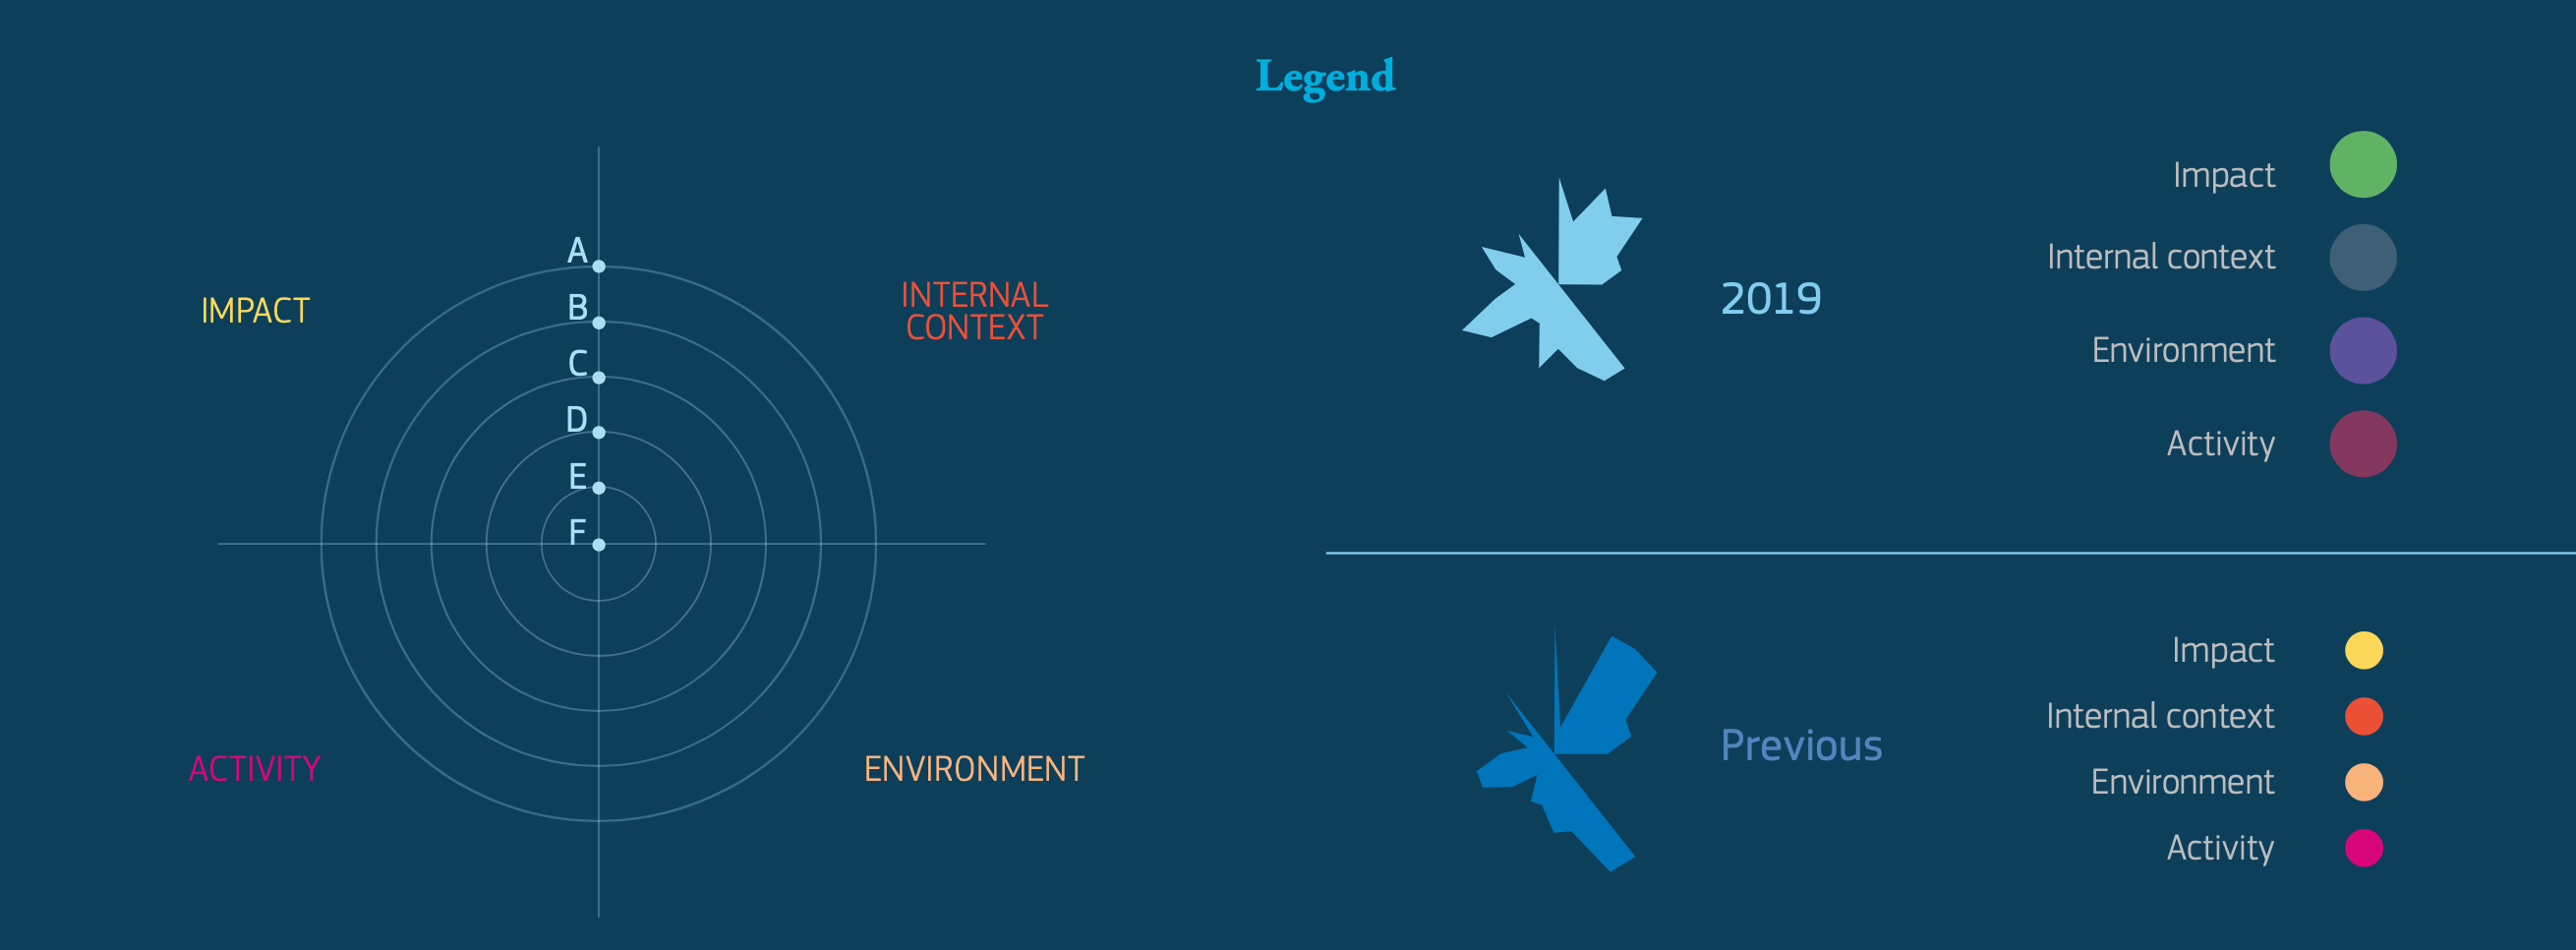 Legend
A
B
C
D
E
F
IMPACT
INTERNAL
CONTEXT
ACTIVITY
ENVIRONMENT
2019
Impact
Internal context
Environment
Activity
Previous
Impact
Internal context
Environment
Activity